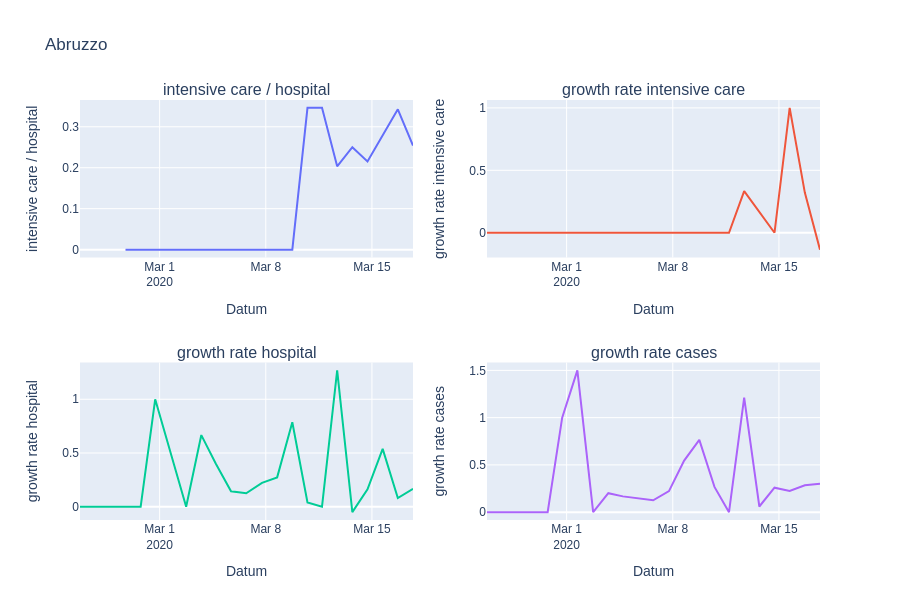 Abruzzo
intensive care / hospital
growth rate intensive care
intensive care / hospital
0.3
0.2
0.1
0
Mar 1
2020
Mar 8
Mar 15
Datum
growth rate intensive care
1
0.5
0
Mar 1
2020
Mar 8
Mar 15
Datum
growth rate hospital
growth rate cases
growth rate hospital
1
0.5
0
Mar 1
2020
Mar 8
Mar 15
Datum
growth rate cases
1.5
1
0.5
0
Mar 1
2020
Mar 8
Mar 15
Datum